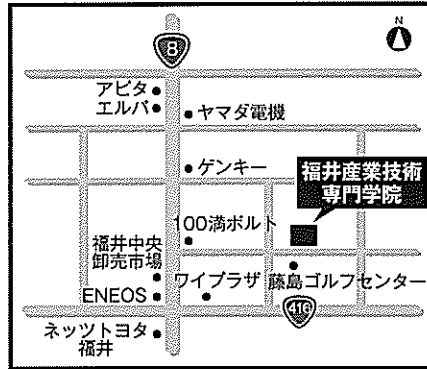 N
8
アピタ
エルパ
ヤマダ電機
ゲンキー
福井産業技術
専門学院
100満ボルト
福井中央
卸売市場
ワイプラザ
藤島ゴルフセンター
ENEOS
416
ネッツトヨタ
福井